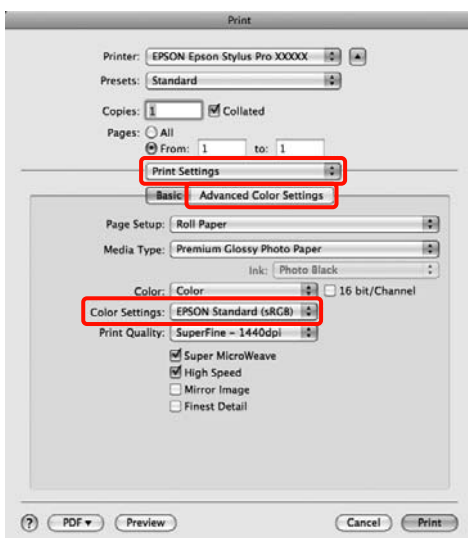 Print
Printer: EPSON Epson Stylus Pro XXXXX
Presets: Standard
Copies: 1 Collated
Pages: All
From: 1 to: 1
Print Settings
Basic Advanced Color Settings
Page Setup: Roll Paper
Media Type: Premium Glossy Photo Paper
Ink: Photo Black
Color: Color 16 bit/Channel
Color Settings: EPSON Standard (sRGB)
Print Quality: SuperFine - 1440dpi
Super MicroWeave
High Speed
Mirror Image
Finest Detail
? PDF Preview Cancel Print